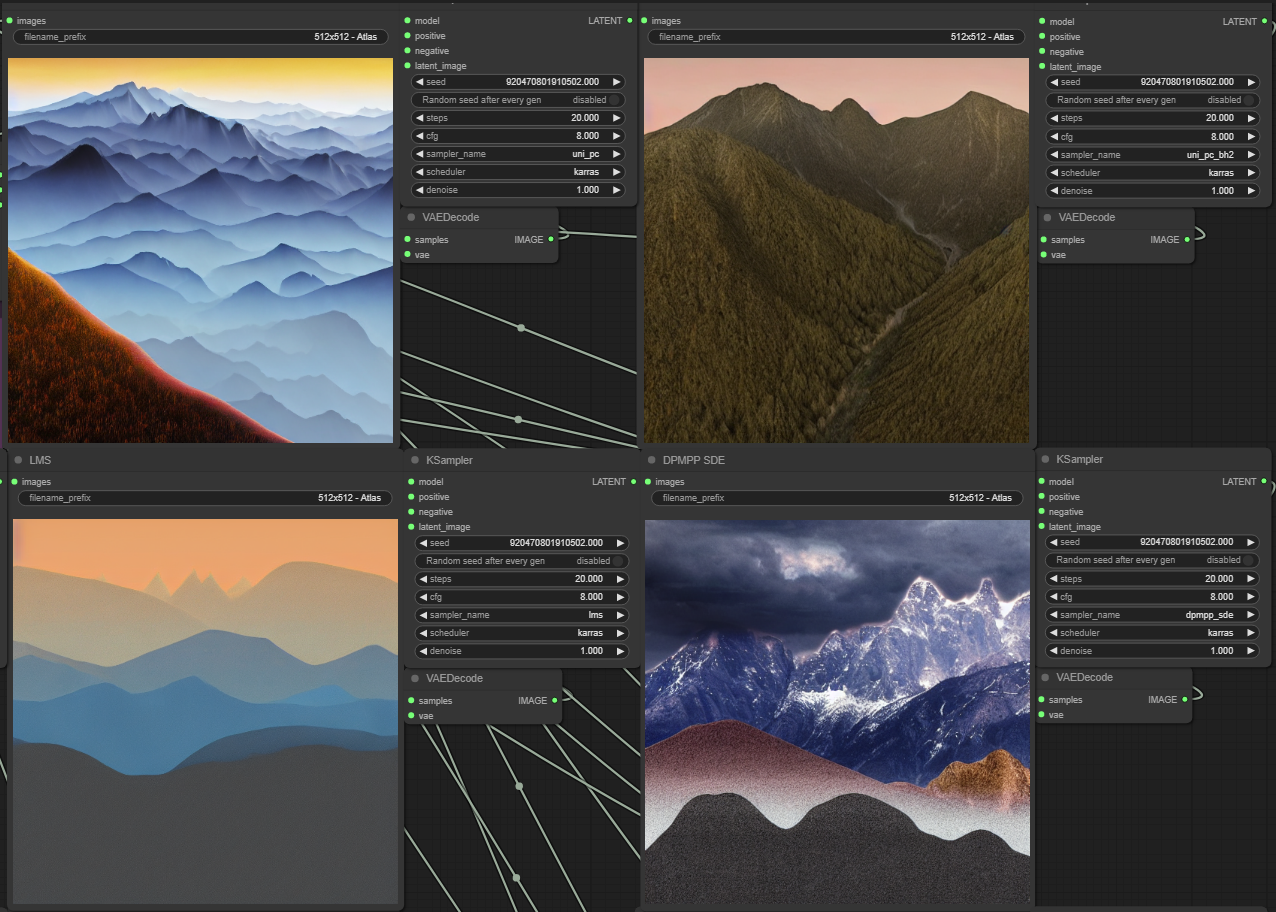 images
filename_prefix 512x512 - Atlas
model LATENT
positive
negative
latent_image
seed 920470801910502.000
Random seed after every gen disabled
steps 20.000
cfg 8.000
sampler_name uni_pc
scheduler karras
denoise 1.000
VAEDecode
samples IMAGE
vae
images
filename_prefix 512x512 - Atlas
model LATENT
positive
negative
latent_image
seed 920470801910502.000
Random seed after every gen disabled
steps 20.000
cfg 8.000
sampler_name uni_pc_bh2
scheduler karras
denoise 1.000
VAEDecode
samples IMAGE
vae
LMS
images
filename_prefix 512x512 - Atlas
KSampler
model LATENT
positive
negative
latent_image
seed 920470801910502.000
Random seed after every gen disabled
steps 20.000
cfg 8.000
sampler_name lms
scheduler karras
denoise 1.000
VAEDecode
samples IMAGE
vae
DPMPP SDE
images
filename_prefix 512x512 - Atlas
KSampler
model LATENT
positive
negative
latent_image
seed 920470801910502.000
Random seed after every gen disabled
steps 20.000
cfg 8.000
sampler_name dpmpp_sde
scheduler karras
denoise 1.000
VAEDecode
samples IMAGE
vae